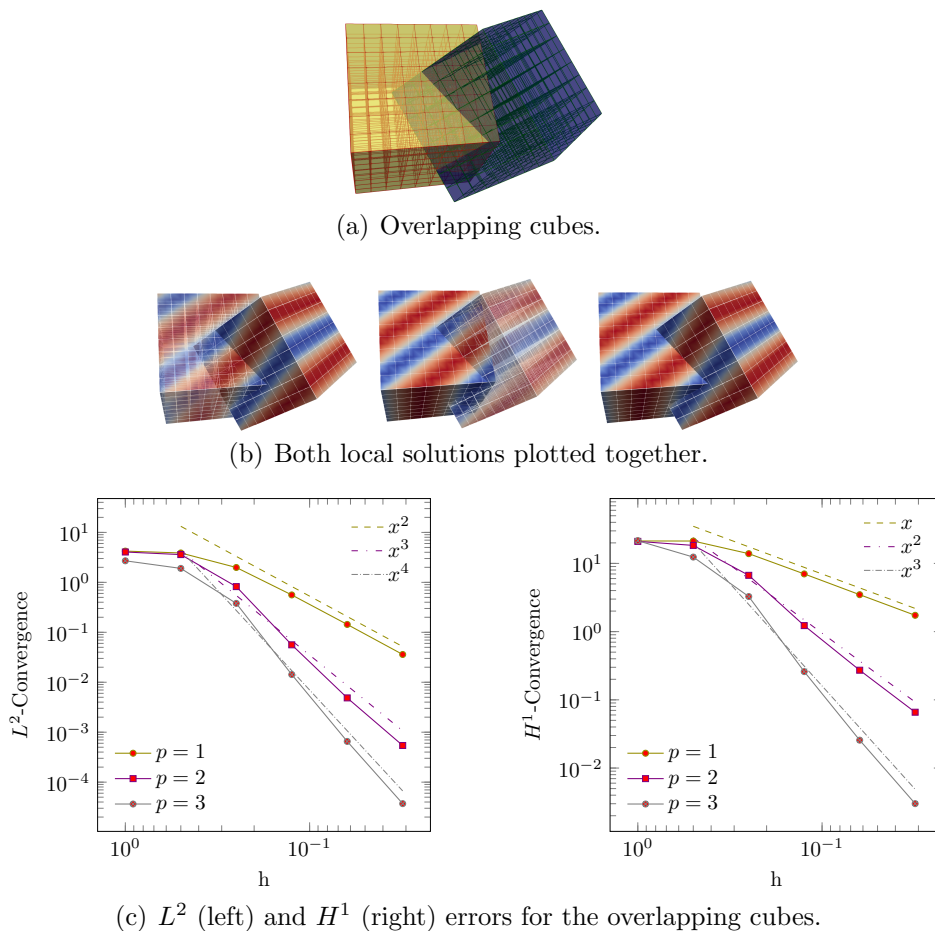 (a) Overlapping cubes.
(b) Both local solutions plotted together.
10^1
10^0
10^{-1}
10^{-2}
10^{-3}
10^{-4}
L^2-Convergence
x^2
x^3
x^4
p = 1
p = 2
p = 3
10^0
10^{-1}
h
10^1
10^0
10^{-1}
10^{-2}
H^1-Convergence
x
x^2
x^3
p = 1
p = 2
p = 3
10^0
10^{-1}
h
(c) L^2 (left) and H^1 (right) errors for the overlapping cubes.